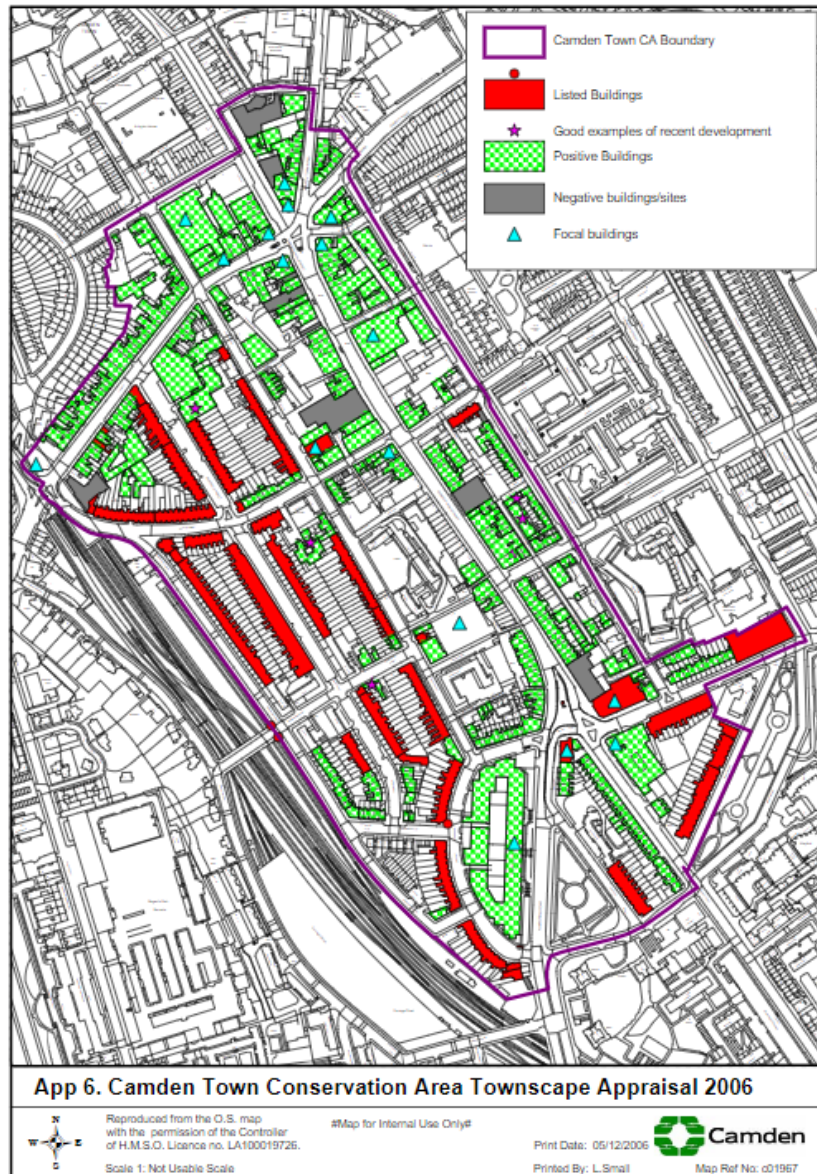 Camden Town CA Boundary
Listed Buildings
Good examples of recent development
Positive Buildings
Negative buildings/sites
Focal buildings
App 6. Camden Town Conservation Area Townscape Appraisal 2006
N
W E
S
Reproduced from the O.S. map
with the permission of the Controller
of H.M.S.O. Licence no. LA100019726.
Scale 1: Not Usable Scale
#Map for Internal Use Only#
Print Date: 05/12/2006
Printed By: L.Small
Camden
Map Ref No: c01967